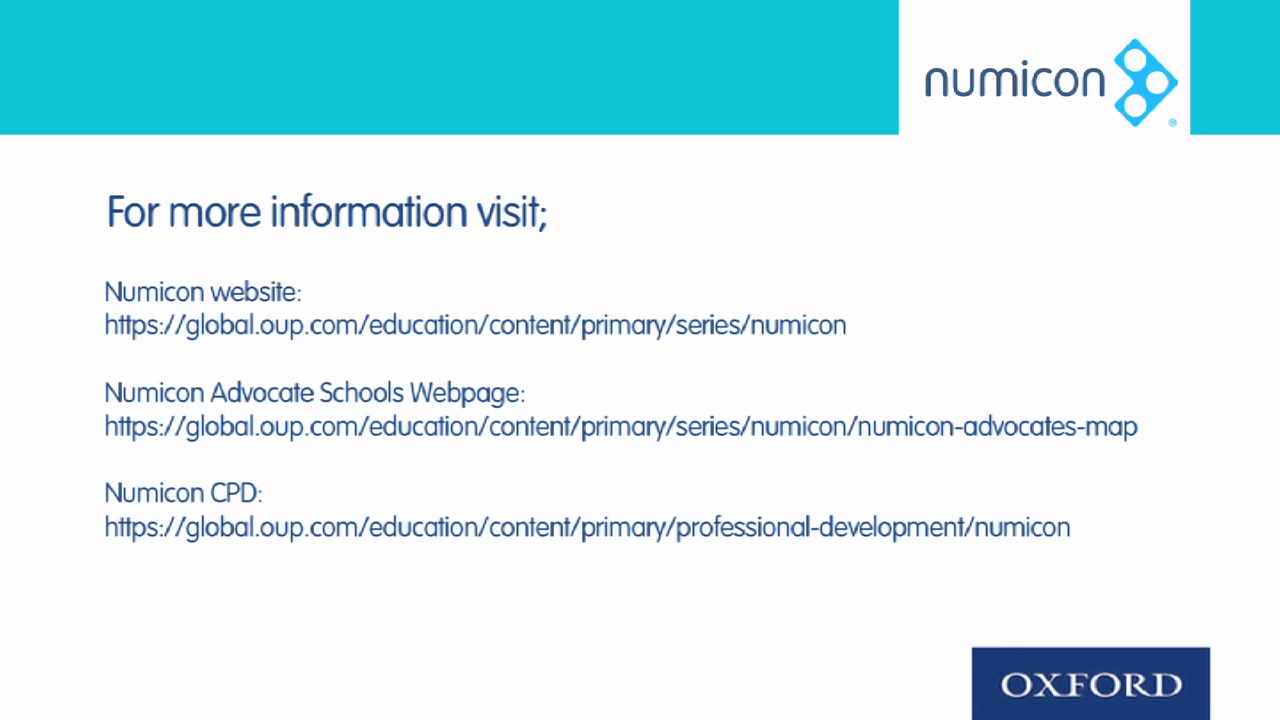 numicon
®
For more information visit;
Numicon website:
https://global.oup.com/education/content/primary/series/numicon
Numicon Advocate Schools Webpage:
https://global.oup.com/education/content/primary/series/numicon/numicon-advocates-map
Numicon CPD:
https://global.oup.com/education/content/primary/professional-development/numicon
OXFORD